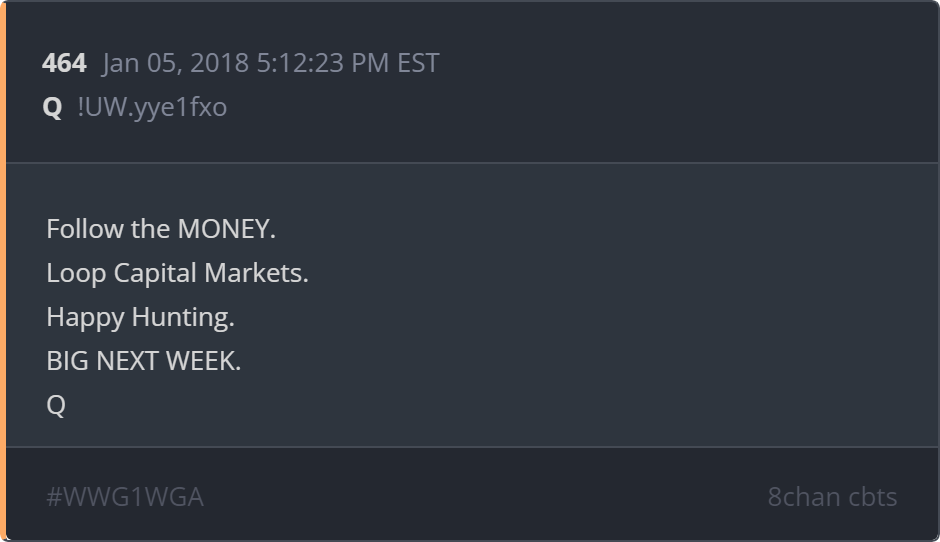 464 Jan 05, 2018 5:12:23 PM EST
Q !UW.yye1fxo
Follow the MONEY.
Loop Capital Markets.
Happy Hunting.
BIG NEXT WEEK.
Q
#WWG1WGA 8chan cbts